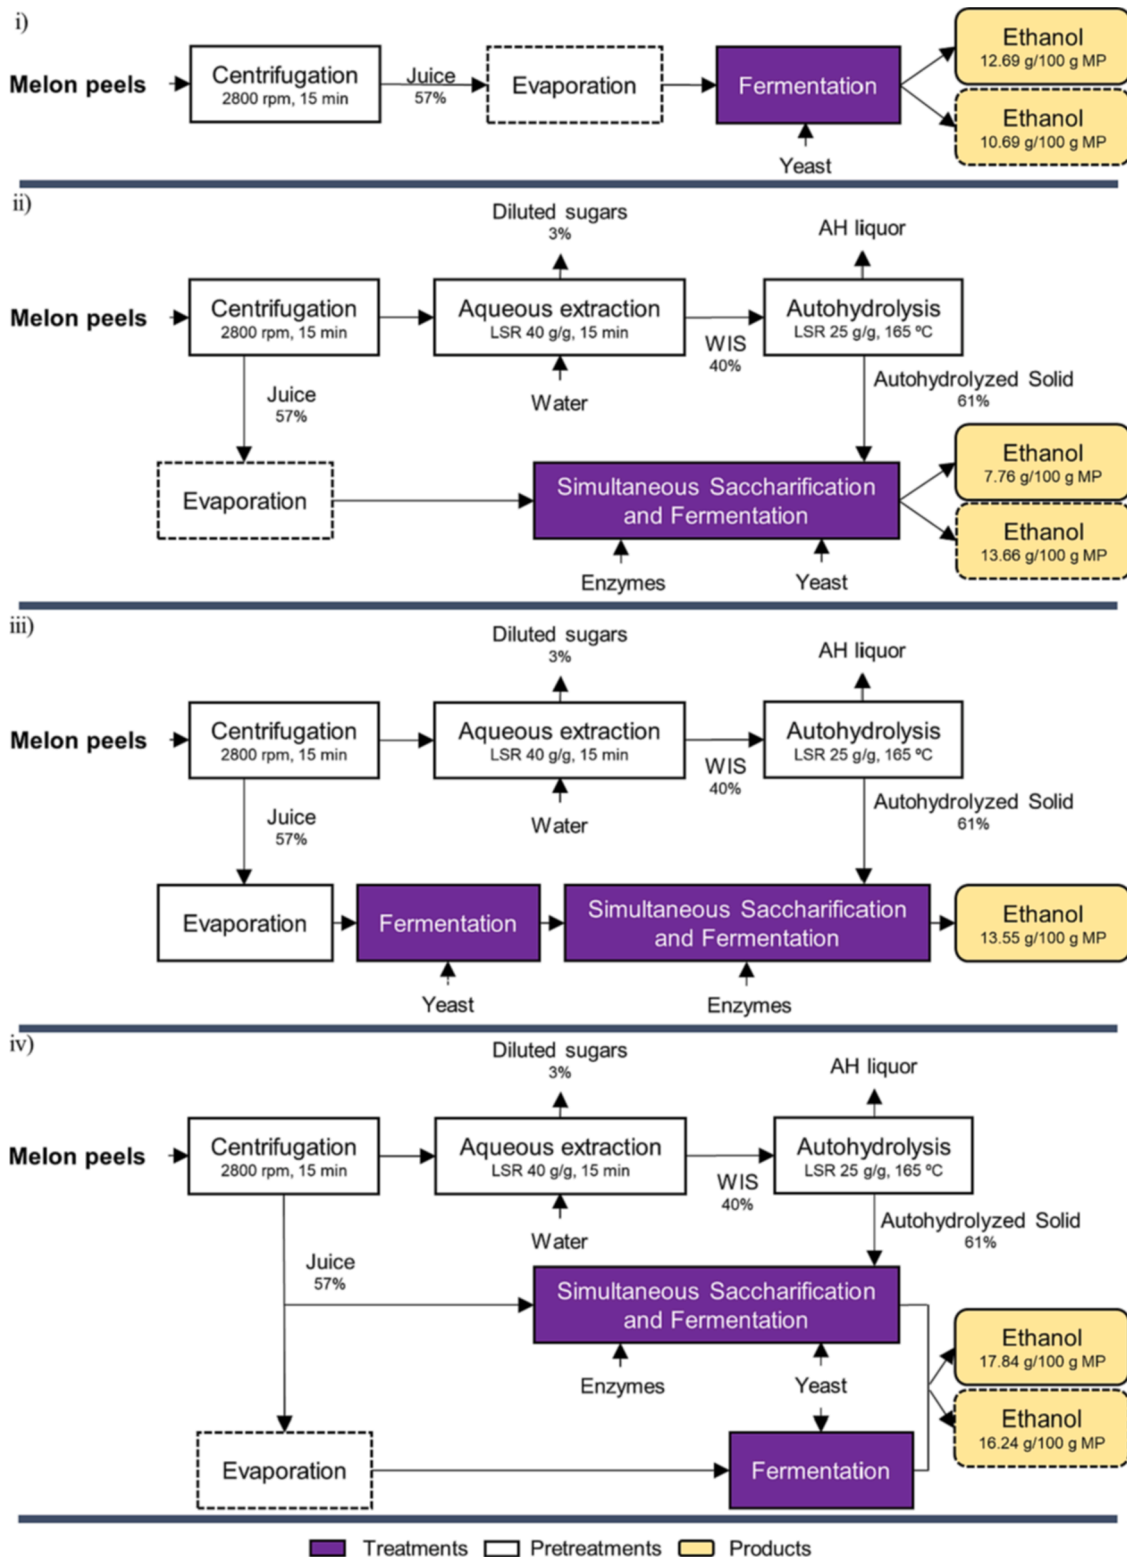 i)
Melon peels
Centrifugation
2800 rpm, 15 min
Juice
57%
Evaporation
Fermentation
Yeast
Ethanol
12.69 g/100 g MP
Ethanol
10.69 g/100 g MP
ii)
Diluted sugars
3%
AH liquor
Melon peels
Centrifugation
2800 rpm, 15 min
Aqueous extraction
LSR 40 g/g, 15 min
WIS
40%
Autohydrolysis
LSR 25 g/g, 165 ºC
Water
Juice
57%
Autohydrolyzed Solid
61%
Evaporation
Simultaneous Saccharification
and Fermentation
Enzymes
Yeast
Ethanol
7.76 g/100 g MP
Ethanol
13.66 g/100 g MP
iii)
Diluted sugars
3%
AH liquor
Melon peels
Centrifugation
2800 rpm, 15 min
Aqueous extraction
LSR 40 g/g, 15 min
WIS
40%
Autohydrolysis
LSR 25 g/g, 165 ºC
Water
Juice
57%
Autohydrolyzed Solid
61%
Evaporation
Fermentation
Yeast
Simultaneous Saccharification
and Fermentation
Enzymes
Ethanol
13.55 g/100 g MP
iv)
Diluted sugars
3%
AH liquor
Melon peels
Centrifugation
2800 rpm, 15 min
Aqueous extraction
LSR 40 g/g, 15 min
WIS
40%
Autohydrolysis
LSR 25 g/g, 165 ºC
Water
Juice
57%
Autohydrolyzed Solid
61%
Simultaneous Saccharification
and Fermentation
Enzymes
Yeast
Evaporation
Fermentation
Ethanol
17.84 g/100 g MP
Ethanol
16.24 g/100 g MP
Treatments
Pretreatments
Products